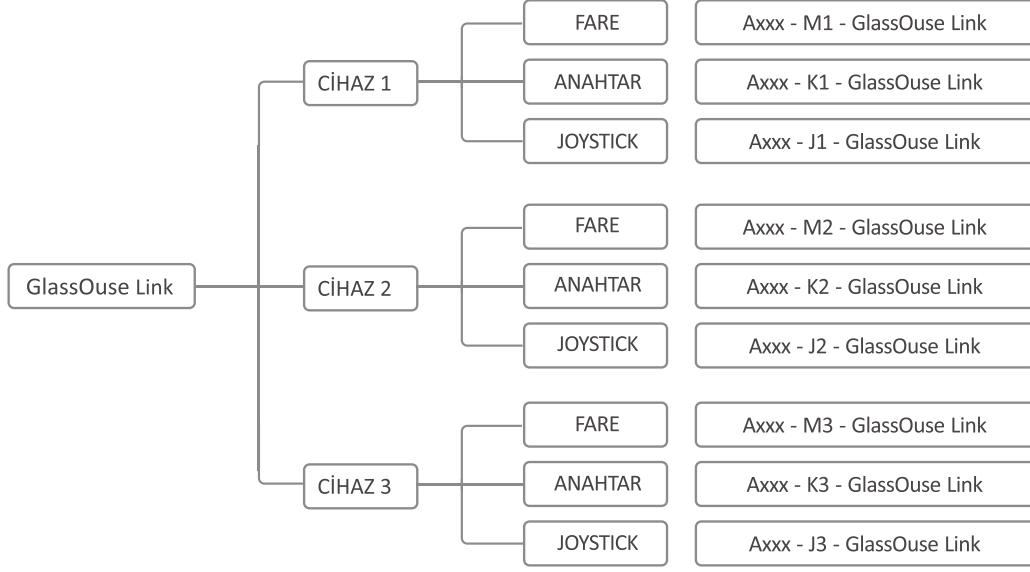 GlassOuse Link
CİHAZ 1
FARE
Axxx - M1 - GlassOuse Link
ANAHTAR
Axxx - K1 - GlassOuse Link
JOYSTICK
Axxx - J1 - GlassOuse Link
CİHAZ 2
FARE
Axxx - M2 - GlassOuse Link
ANAHTAR
Axxx - K2 - GlassOuse Link
JOYSTICK
Axxx - J2 - GlassOuse Link
CİHAZ 3
FARE
Axxx - M3 - GlassOuse Link
ANAHTAR
Axxx - K3 - GlassOuse Link
JOYSTICK
Axxx - J3 - GlassOuse Link